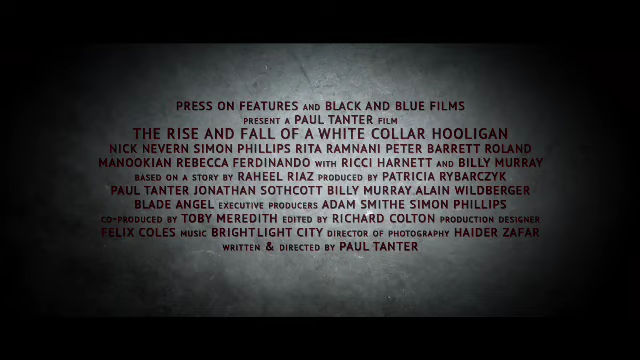 PRESS ON FEATURES AND BLACK AND BLUE FILMS
PRESENT A PAUL TANTER FILM
THE RISE AND FALL OF A WHITE COLLAR HOOLIGAN
NICK NEVERN SIMON PHILLIPS RITA RAMNANI PETER BARRETT ROLAND
MANOOKIAN REBECCA FERDINANDO WITH RICCI HARNETT AND BILLY MURRAY
BASED ON A STORY BY RAHEEL RIAZ PRODUCED BY PATRICIA RYBARCZYK
PAUL TANTER JONATHAN SOTHCOTT BILLY MURRAY ALAIN WILDBERGER
BLADE ANGEL EXECUTIVE PRODUCERS ADAM SMITHE SIMON PHILLIPS
CO-PRODUCED BY TOBY MEREDITH EDITED BY RICHARD COLTON PRODUCTION DESIGNER
FELIX COLES MUSIC BRIGHTLIGHT CITY DIRECTOR OF PHOTOGRAPHY HAIDER ZAFAR
WRITTEN & DIRECTED BY PAUL TANTER